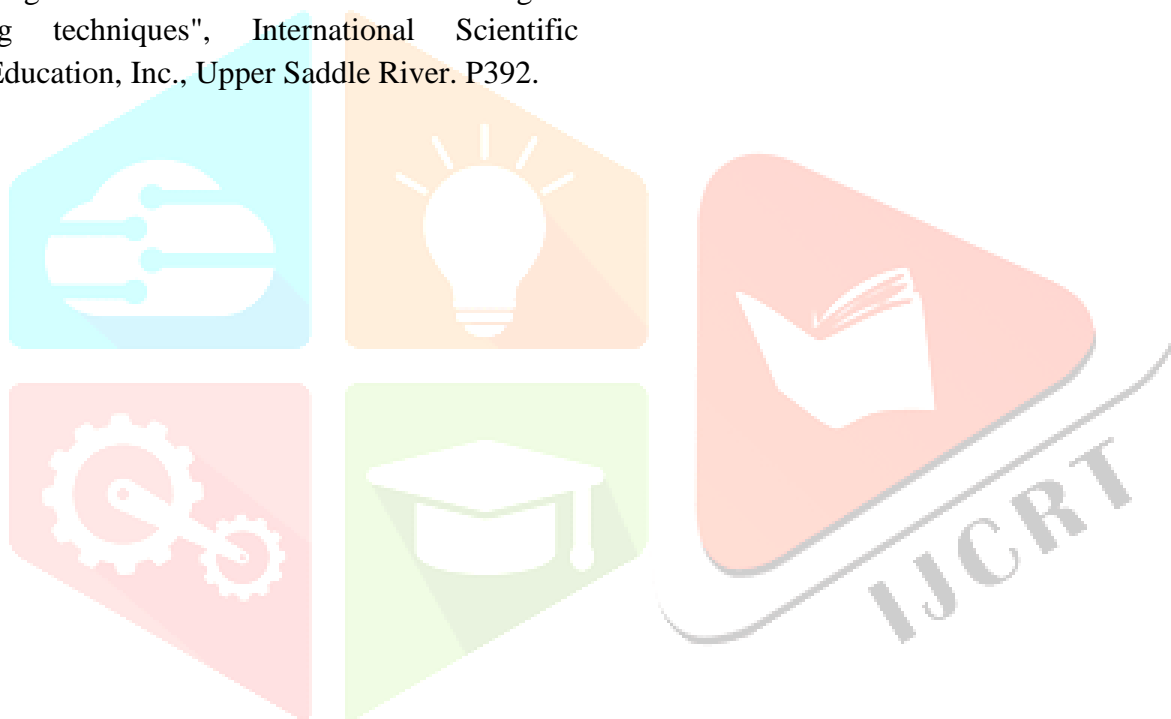 techniques", International Scientific
Education, Inc., Upper Saddle River. P392.
IJCRT